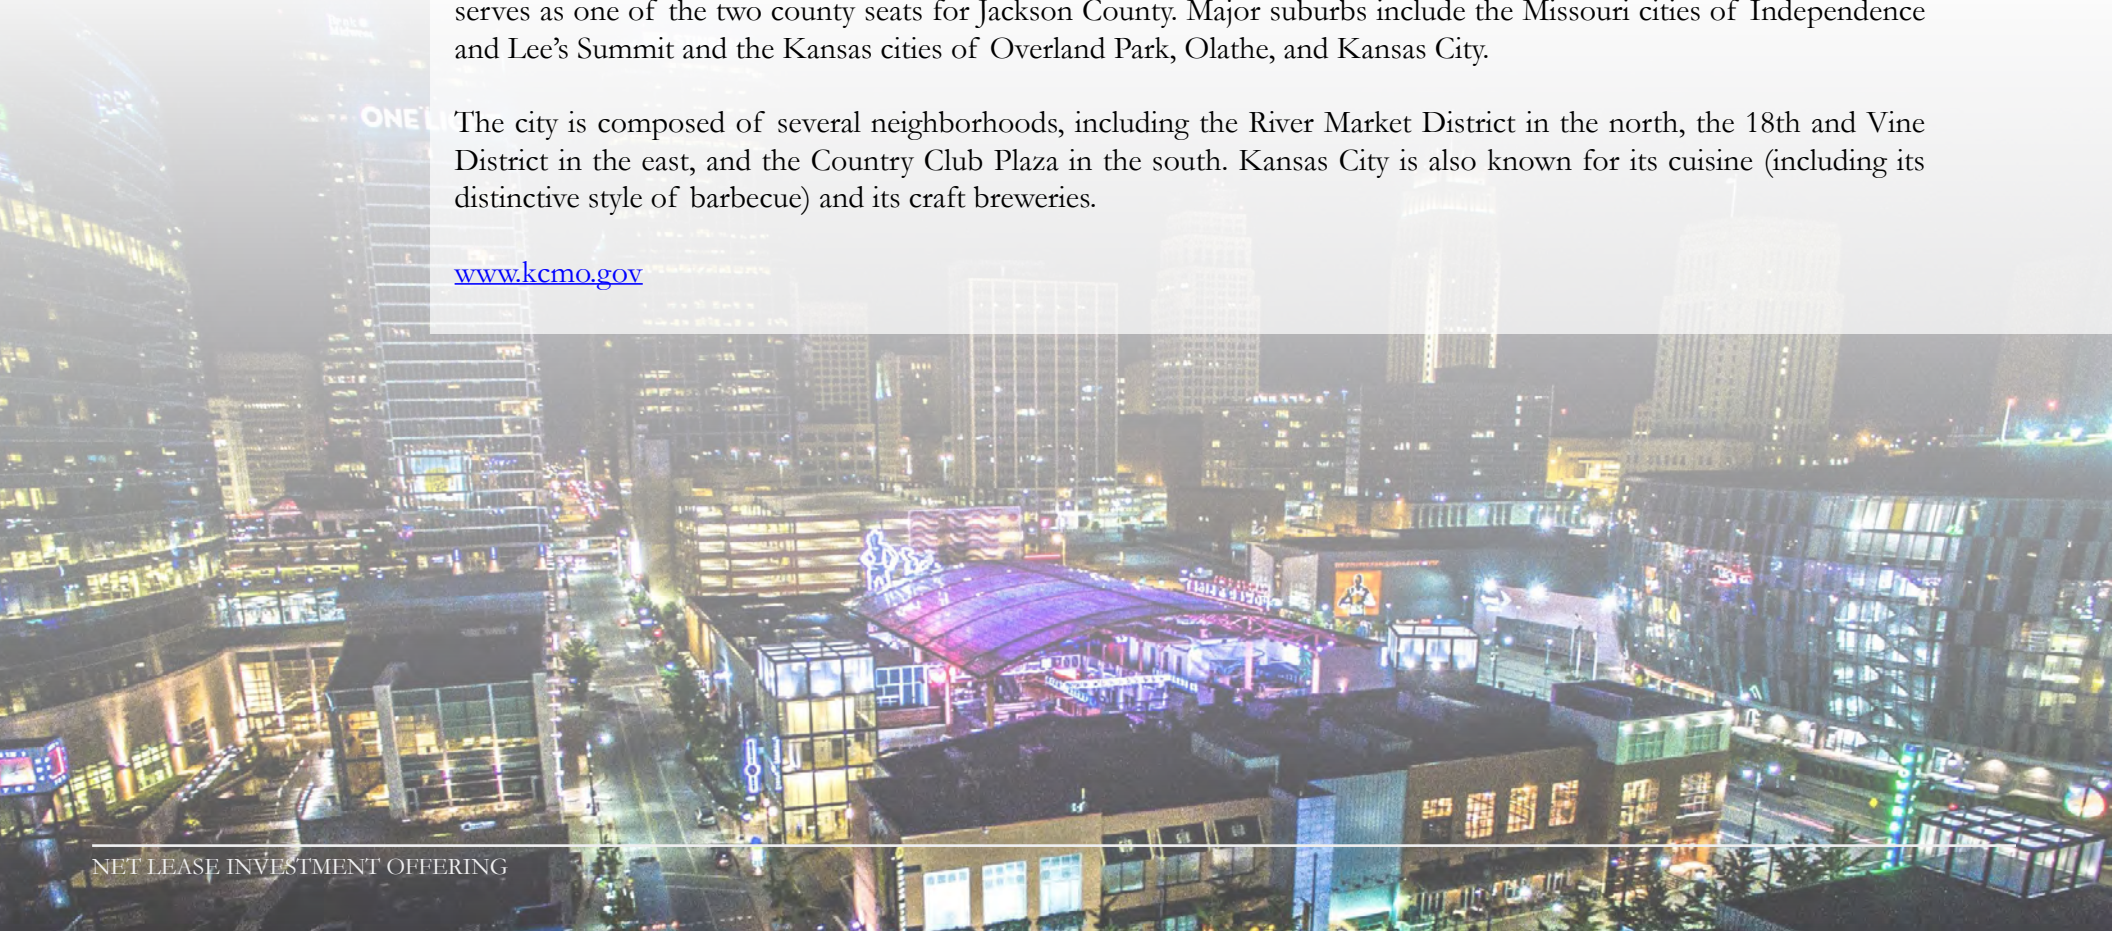 serves as one of the two county seats for Jackson County. Major suburbs include the Missouri cities of Independence
and Lee's Summit and the Kansas cities of Overland Park, Olathe, and Kansas City.
ONE
The city is composed of several neighborhoods, including the River Market District in the north, the 18th and Vine
District in the east, and the Country Club Plaza in the south. Kansas City is also known for its cuisine (including its
distinctive style of barbecue) and its craft breweries.
www.kcmo.gov
NET LEASE INVESTMENT OFFERING